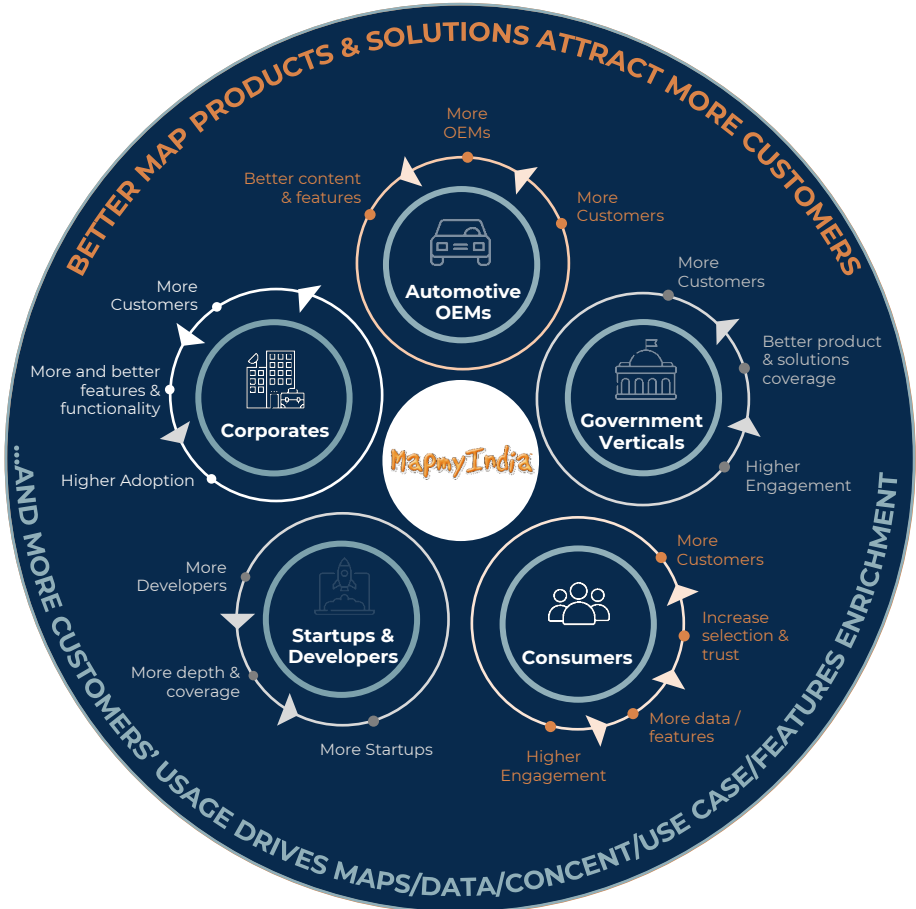 BETTER MAP PRODUCTS & SOLUTIONS ATTRACT MORE CUSTOMERS
More
OEMs
Better content
& features
More
Customers
Automotive
OEMs
More
Customers
More and better
features &
functionality
Higher Adoption
Corporates
More
Customers
Better product
& solutions
coverage
Higher
Engagement
Government
Verticals
MapmyIndia
More
Developers
More depth &
coverage
More Startups
Startups &
Developers
More
Customers
Increase
selection &
trust
More data /
features
Higher
Engagement
Consumers
...AND MORE CUSTOMERS' USAGE DRIVES MAPS/DATA/CONCENT/USE CASE/FEATURES ENRICHMENT